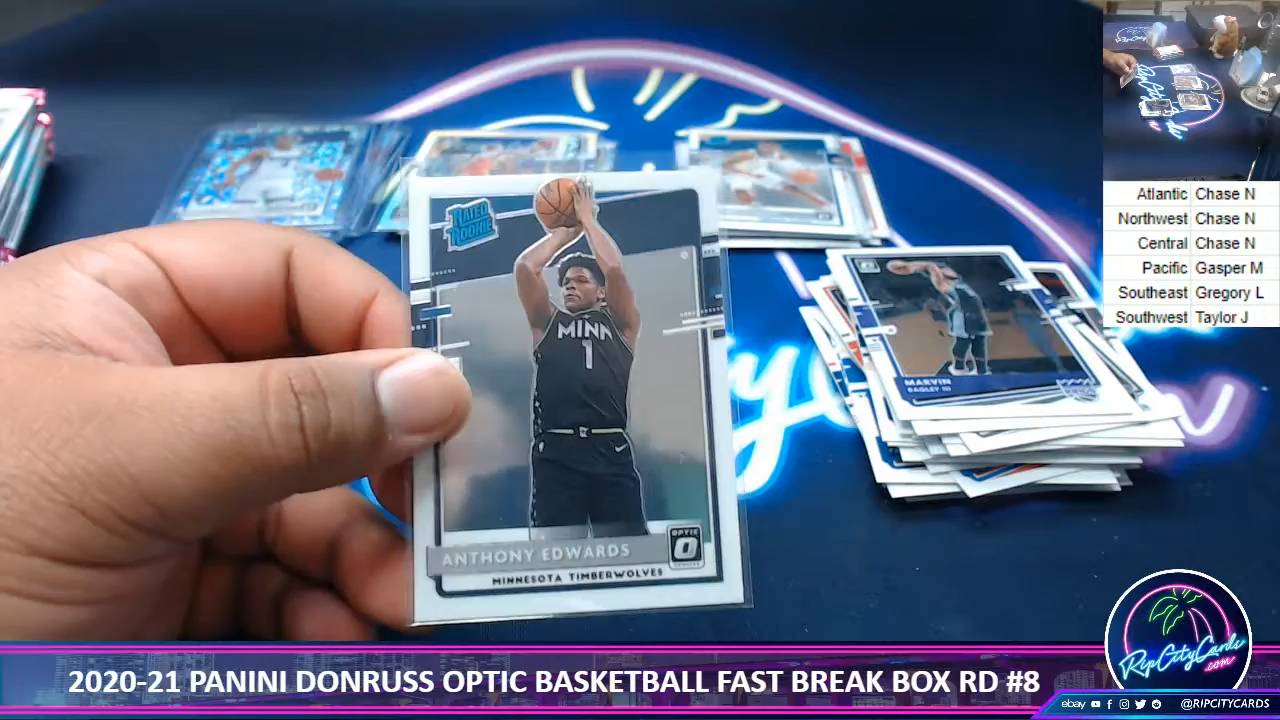 RATED
ROOKIE
MINN
1
ANTHONY EDWARDS
MINNESOTA TIMBERWOLVES
OPTIC
MARVIN
BAGLEY III
Atlantic Chase N
Northwest Chase N
Central Chase N
Pacific Gasper M
Southeast Gregory L
Southwest Taylor J
RipCityCards
.com
2020-21 PANINI DONRUSS OPTIC BASKETBALL FAST BREAK BOX RD #8
ebay @RIPCITYCARDS